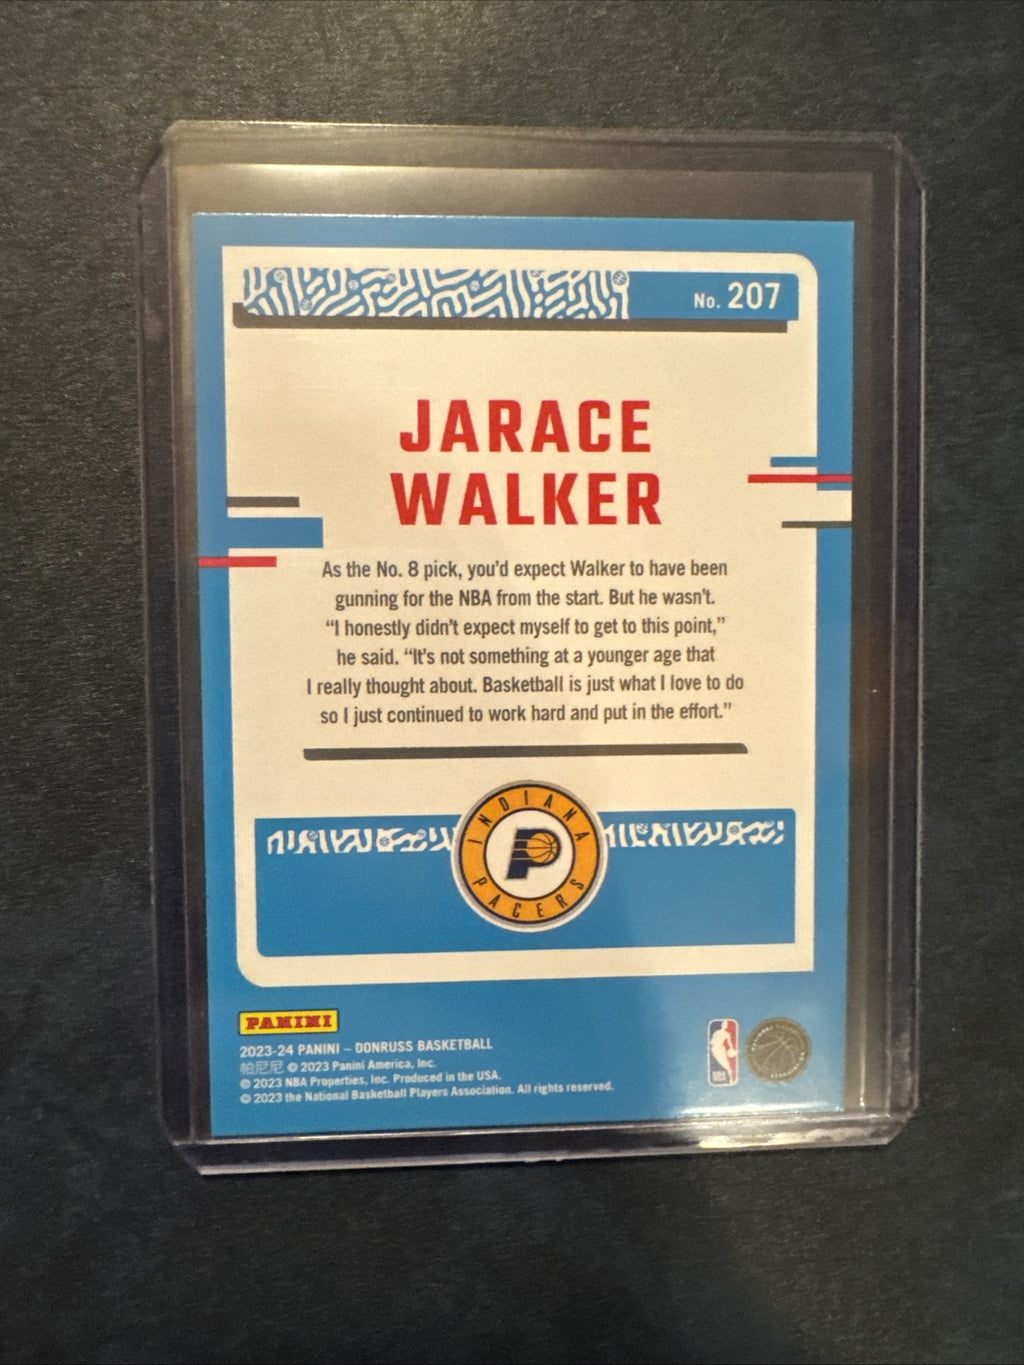 No. 207
JARACE
WALKER
As the No. 8 pick, you'd expect Walker to have been
gunning for the NBA from the start. But he wasn't.
“I honestly didn't expect myself to get to this point,”
he said. “It's not something at a younger age that
I really thought about. Basketball is just what I love to do
so I just continued to work hard and put in the effort.”
INDIANA
PACERS
PANINI
2023-24 PANINI – DONRUSS BASKETBALL
帕尼尼 © 2023 Panini America, Inc.
© 2023 NBA Properties, Inc. Produced in the USA.
© 2023 the National Basketball Players Association. All rights reserved.
NBA